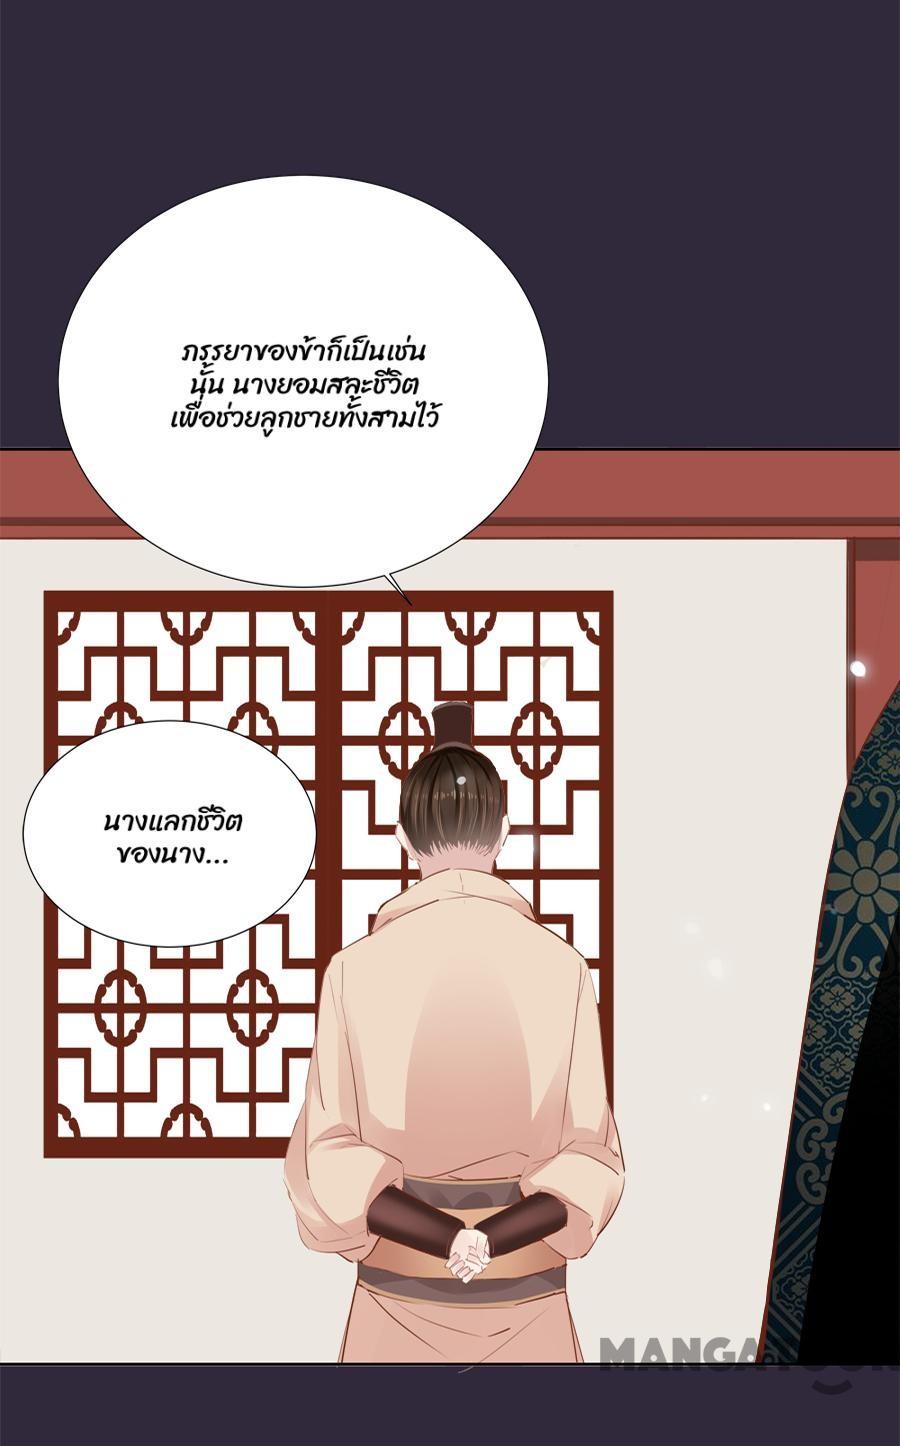 ภรรยาของข้าก็เป็นเช่น
นั้น นางยอมสละชีวิต
เพื่อช่วยลูกชายทั้งสามไว้
นางแลกชีวิต
ของนาง...
MANGATOON